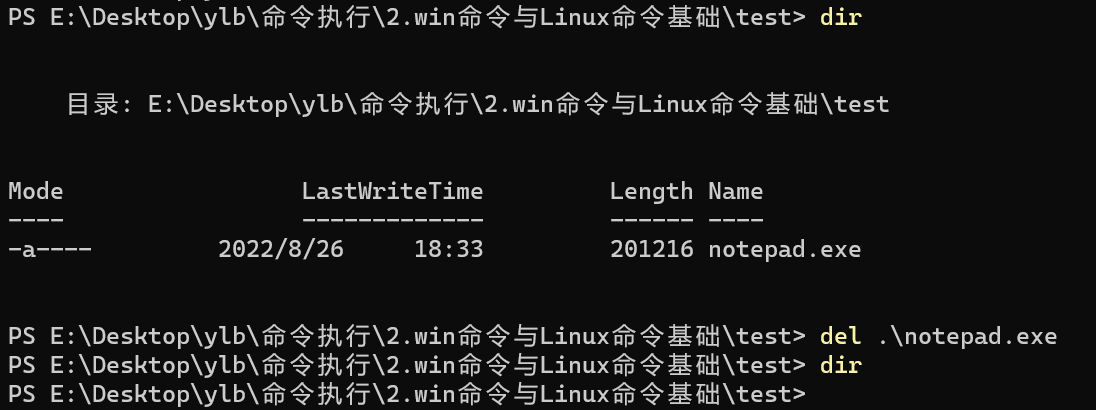 PS E:\Desktop\ylb\命令执行\2.win命令与Linux命令基础\test> dir
目录: E:\Desktop\ylb\命令执行\2.win命令与Linux命令基础\test
Mode LastWriteTime Length Name
---- ------------- ------ ----
-a---- 2022/8/26 18:33 201216 notepad.exe
PS E:\Desktop\ylb\命令执行\2.win命令与Linux命令基础\test> del .\notepad.exe
PS E:\Desktop\ylb\命令执行\2.win命令与Linux命令基础\test> dir
PS E:\Desktop\ylb\命令执行\2.win命令与Linux命令基础\test>